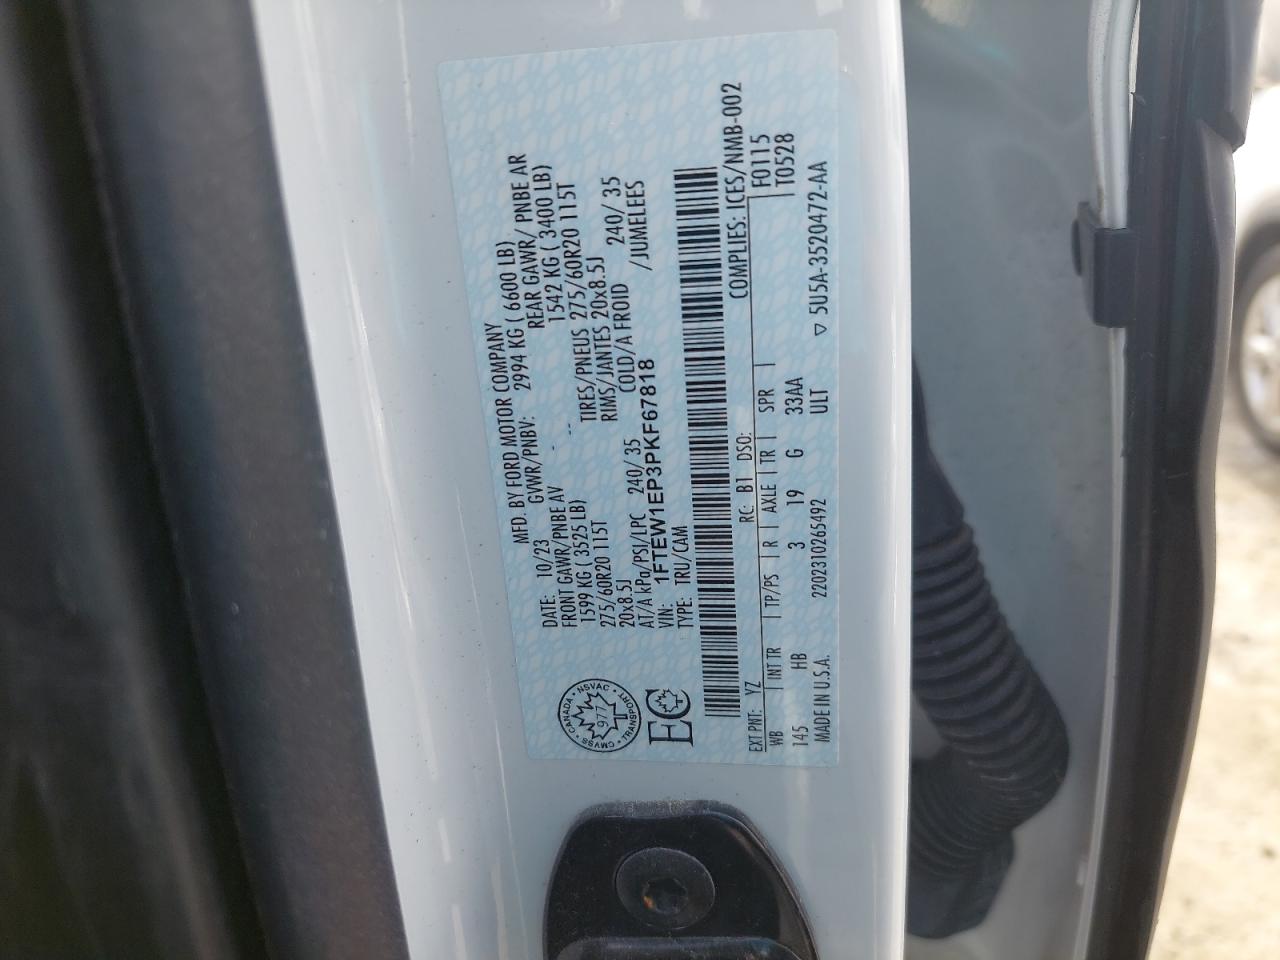 MFD. BY FORD MOTOR COMPANY
DATE: 10/23 GVWR/PNBV: 2994 KG ( 6600 LB)
FRONT GAWR/PNBE AV REAR GAWR/ PNBE AR
1599 KG ( 3525 LB) -- 1542 KG ( 3400 LB)
275/60R20 115T TIRES/PNEUS 275/60R20 115T
20x8.5J RIMS/JANTES 20x8.5J
AT/A kPa/PSI/LPC 240/ 35 COLD/A FROID 240/ 35
VIN: 1FTEW1EP3PKF67818 /JUMELEES
TYPE: TRU/CAM
CANADA • NSVAC • TRANSPORT • CMVSS
977
EC
COMPLIES: ICES/NMB-002
EXT PNT: YZ RC: B1 DSO: F0115
WB INT TR TP/PS R AXLE TR SPR T0528
145 HB 3 19 G 33AA
ULT
MADE IN U.S.A. 2202310265492 ▽ 5U5A-3520472-AA